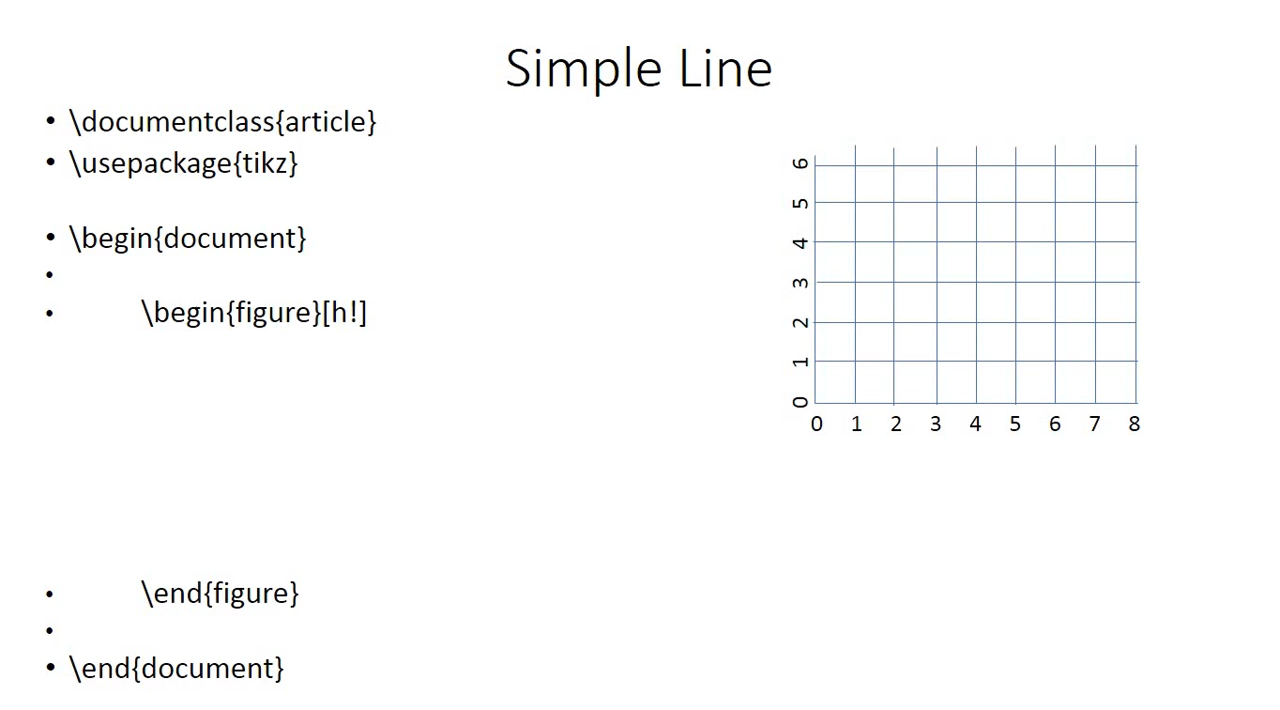 Simple Line
• \documentclass{article}
• \usepackage{tikz}
• \begin{document}
•
• \begin{figure}[h!]
• \end{figure}
•
• \end{document}
6
5
4
3
2
1
0
0 1 2 3 4 5 6 7 8